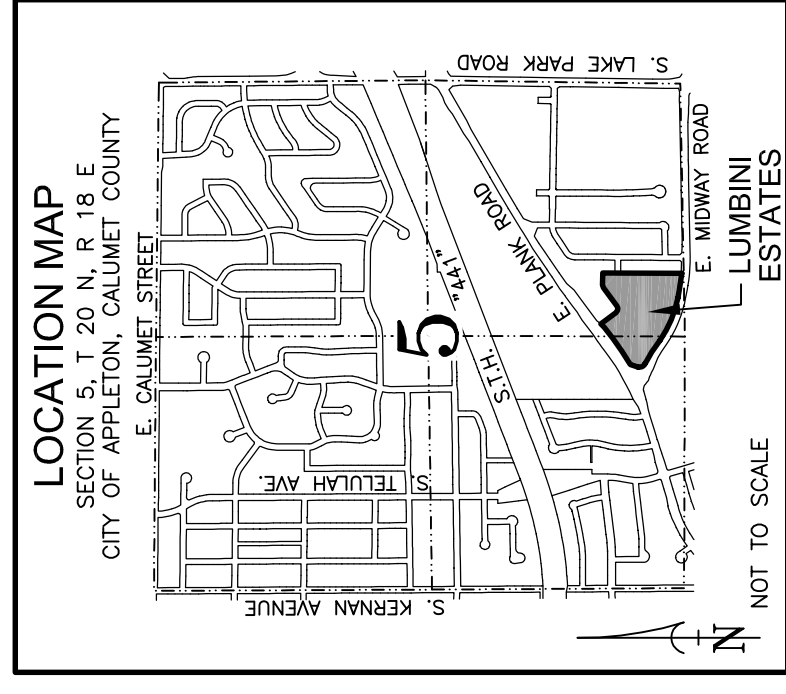 LOCATION MAP
SECTION 5, T 20 N, R 18 E
CITY OF APPLETON, CALUMET COUNTY
E. CALUMET STREET
S. KERNAN AVENUE
S. TELULAH AVE.
5
S.T.H. "441"
E. PLANK ROAD
S. LAKE PARK ROAD
E. MIDWAY ROAD
LUMBINI
ESTATES
N
NOT TO SCALE